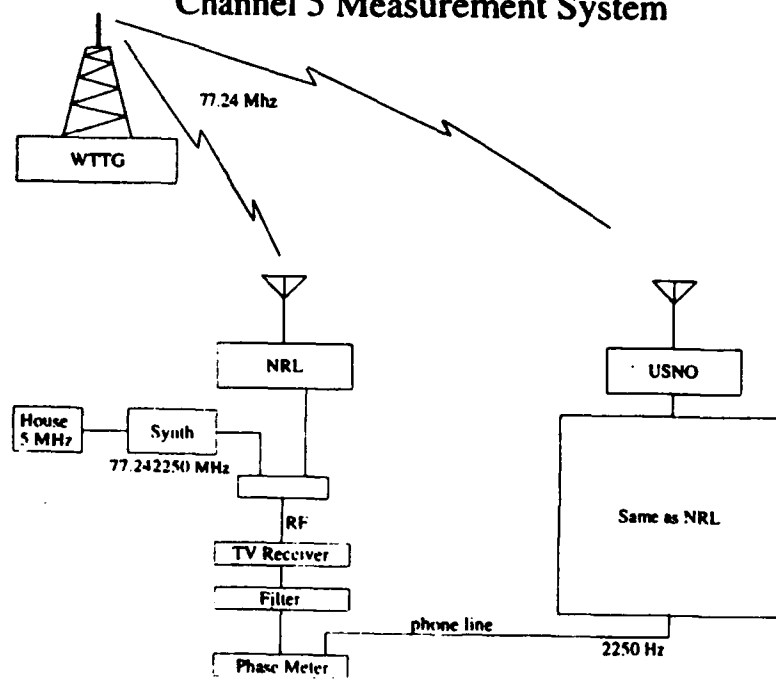 Channel 5 Measurement System
77.24 Mhz
WTTG
NRL
USNO
House
5 MHz
Synth
77.242250 MHz
Same as NRL
RF
TV Receiver
Filter
phone line
2250 Hz
Phase Meter